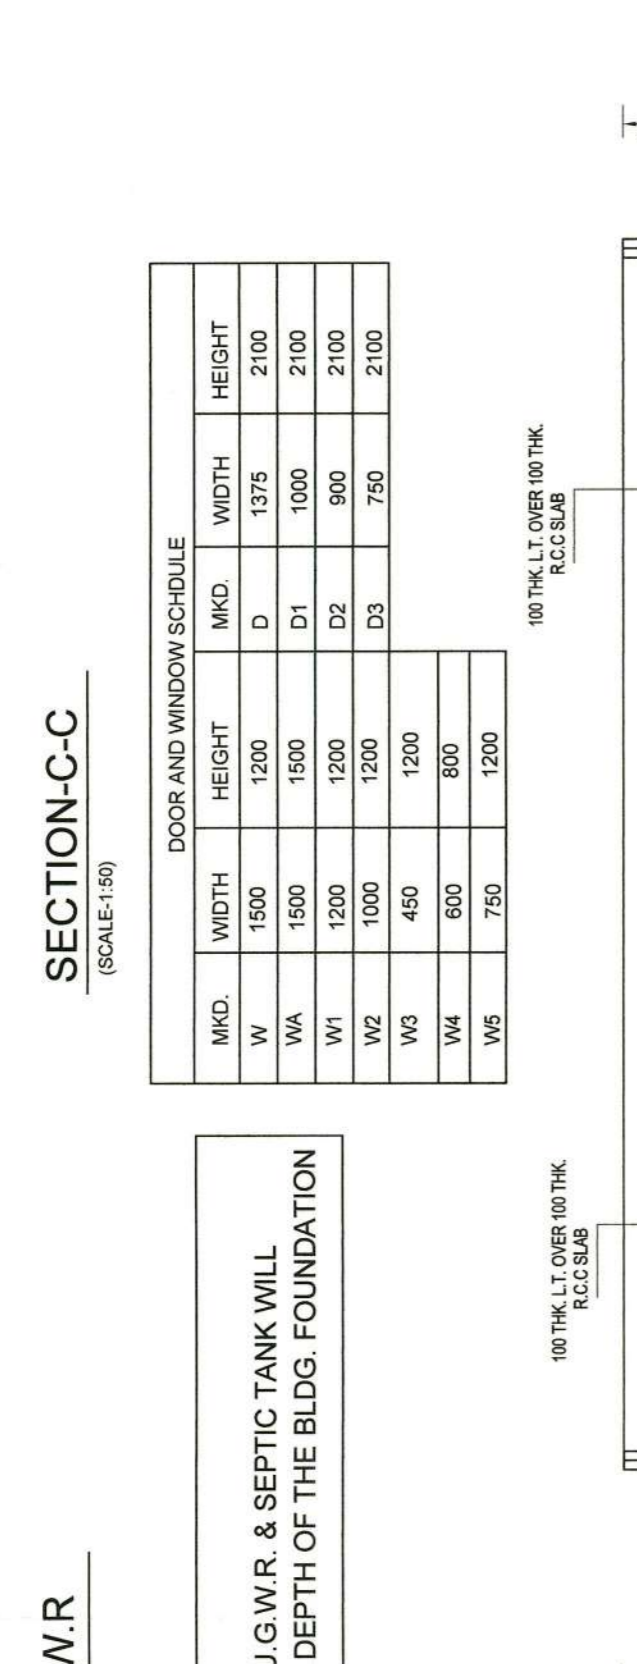 SECTION-C-C
(SCALE-1:50)
DOOR AND WINDOW SCHDULE
MKD. WIDTH HEIGHT MKD. WIDTH HEIGHT
W 1500 1200 D 1375 2100
WA 1500 1500 D1 1000 2100
W1 1200 1200 D2 900 2100
W2 1000 1200 D3 750 2100
W3 450 1200
W4 600 800
W5 750 1200
W.R
.G.W.R. & SEPTIC TANK WILL
DEPTH OF THE BLDG. FOUNDATION
100 THK. L.T. OVER 100 THK.
R.C.C SLAB
100 THK. L.T. OVER 100 THK.
R.C.C SLAB